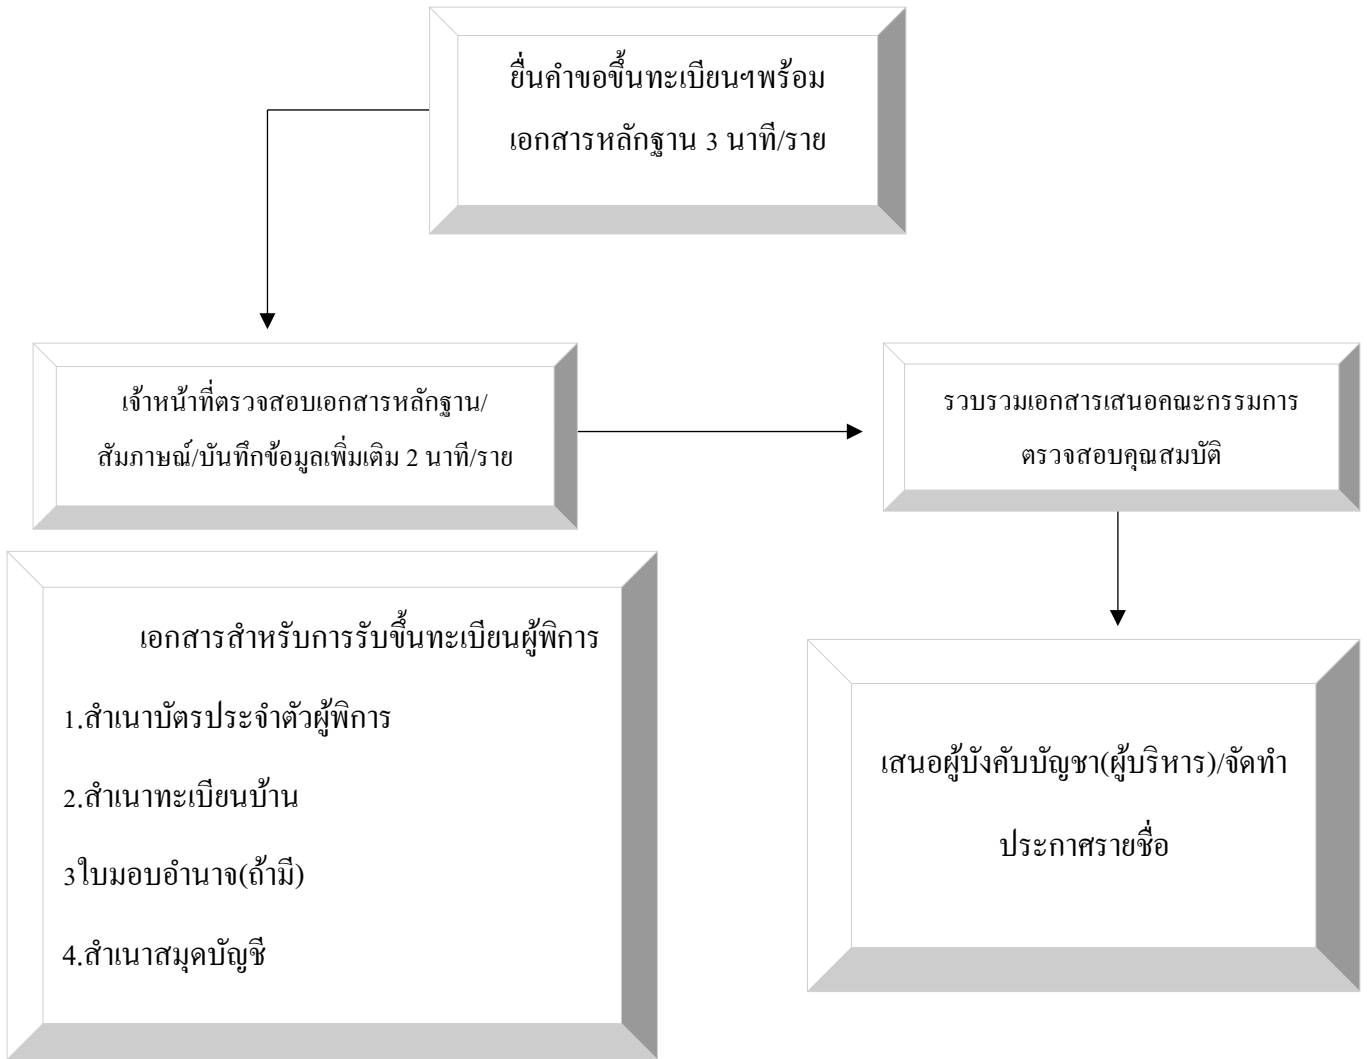 ยื่นคำขอขึ้นทะเบียนฯพร้อม
เอกสารหลักฐาน 3 นาที/ราย
เจ้าหน้าที่ตรวจสอบเอกสารหลักฐาน/
สัมภาษณ์/บันทึกข้อมูลเพิ่มเติม 2 นาที/ราย
รวบรวมเอกสารเสนอคณะกรรมการ
ตรวจสอบคุณสมบัติ
เอกสารสำหรับการรับขึ้นทะเบียนผู้พิการ
1.สำเนาบัตรประจำตัวผู้พิการ
2.สำเนาทะเบียนบ้าน
3ใบมอบอำนาจ(ถ้ามี)
4.สำเนาสมุดบัญชี
เสนอผู้บังคับบัญชา(ผู้บริหาร)/จัดทำ
ประกาศรายชื่อ